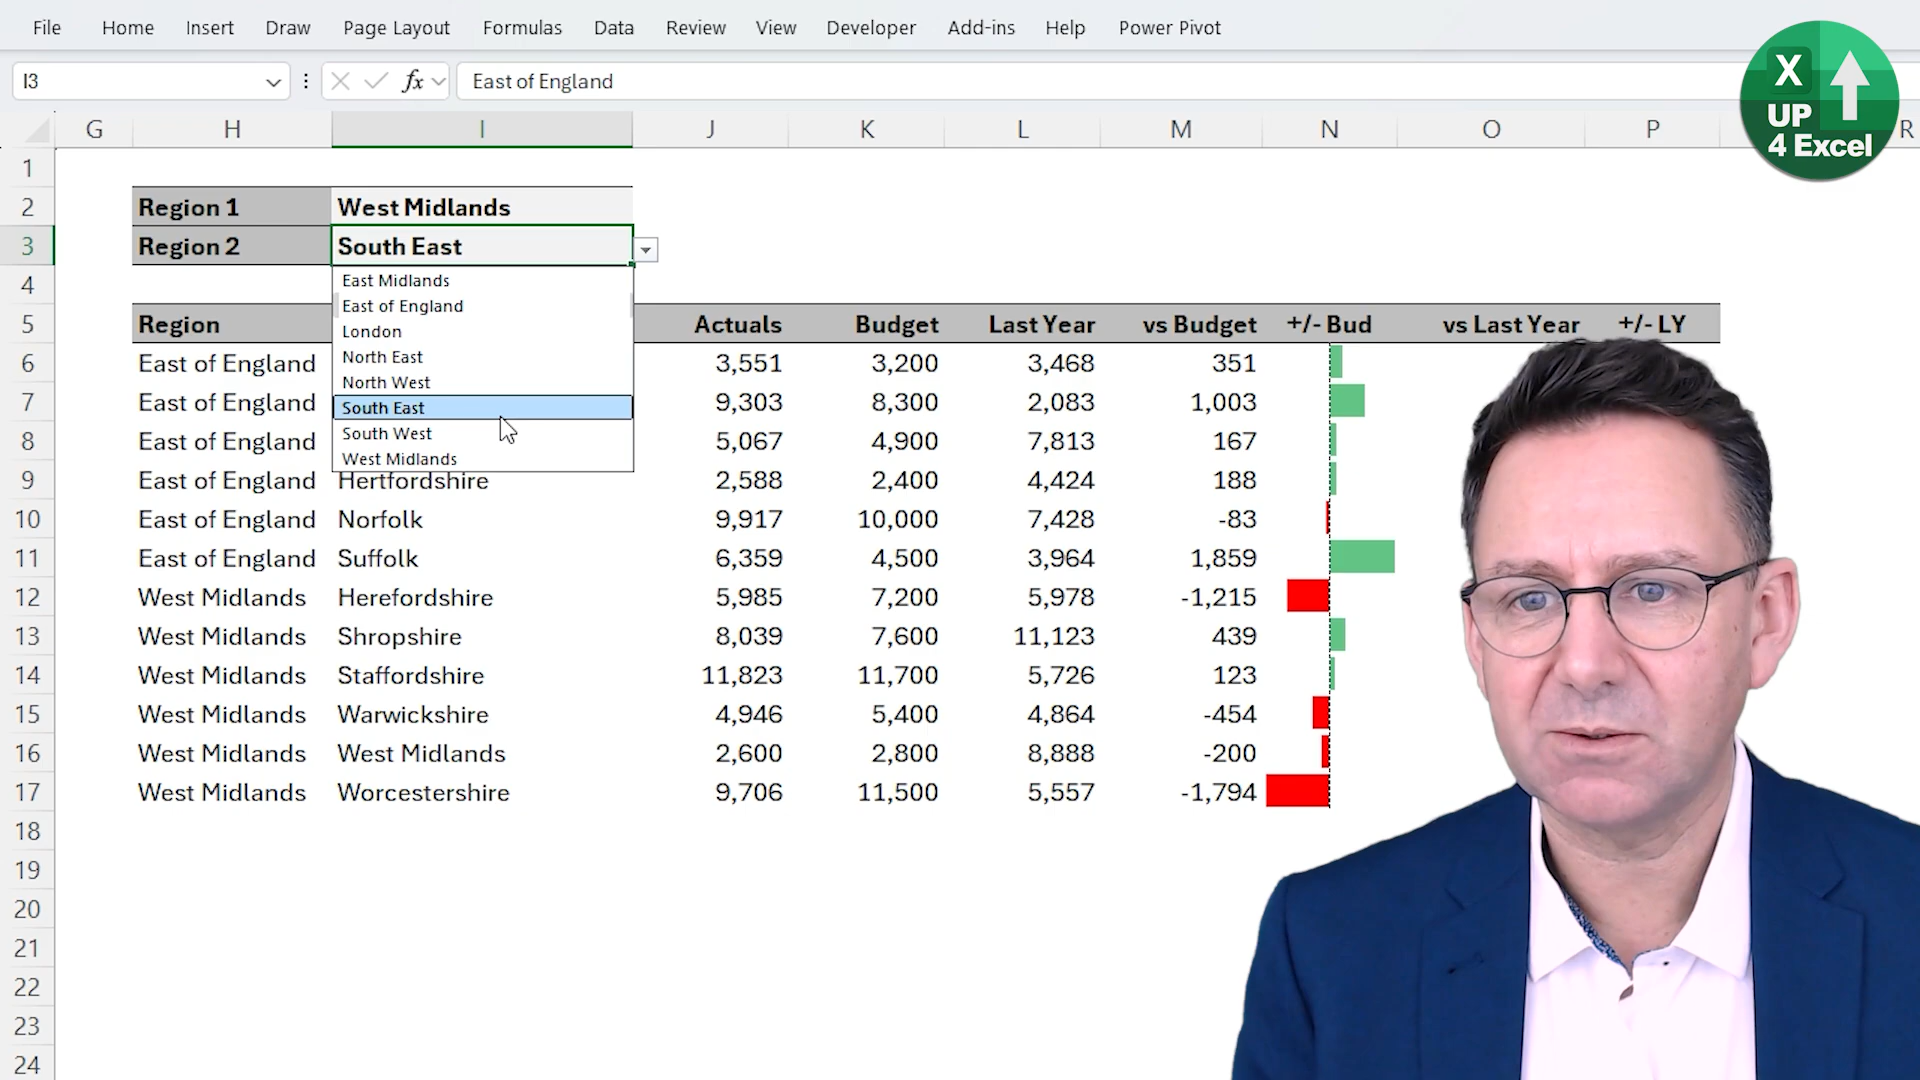 File Home Insert Draw Page Layout Formulas Data Review View Developer Add-ins Help Power Pivot
X
UP
4 Excel
I3 fx East of England
G H I J K L M N O P R
1
2 Region 1 West Midlands
3 Region 2 South East
East Midlands
4
East of England
5 Region Actuals Budget Last Year vs Budget +/- Bud vs Last Year +/- LY
London
North East
6 East of England 3,551 3,200 3,468 351
North West
7 East of England 9,303 8,300 2,083 1,003
South East
South West
8 East of England 5,067 4,900 7,813 167
West Midlands
9 East of England Hertfordshire 2,588 2,400 4,424 188
10 East of England Norfolk 9,917 10,000 7,428 -83
11 East of England Suffolk 6,359 4,500 3,964 1,859
12 West Midlands Herefordshire 5,985 7,200 5,978 -1,215
13 West Midlands Shropshire 8,039 7,600 11,123 439
14 West Midlands Staffordshire 11,823 11,700 5,726 123
15 West Midlands Warwickshire 4,946 5,400 4,864 -454
16 West Midlands West Midlands 2,600 2,800 8,888 -200
17 West Midlands Worcestershire 9,706 11,500 5,557 -1,794
18
19
20
21
22
23
24